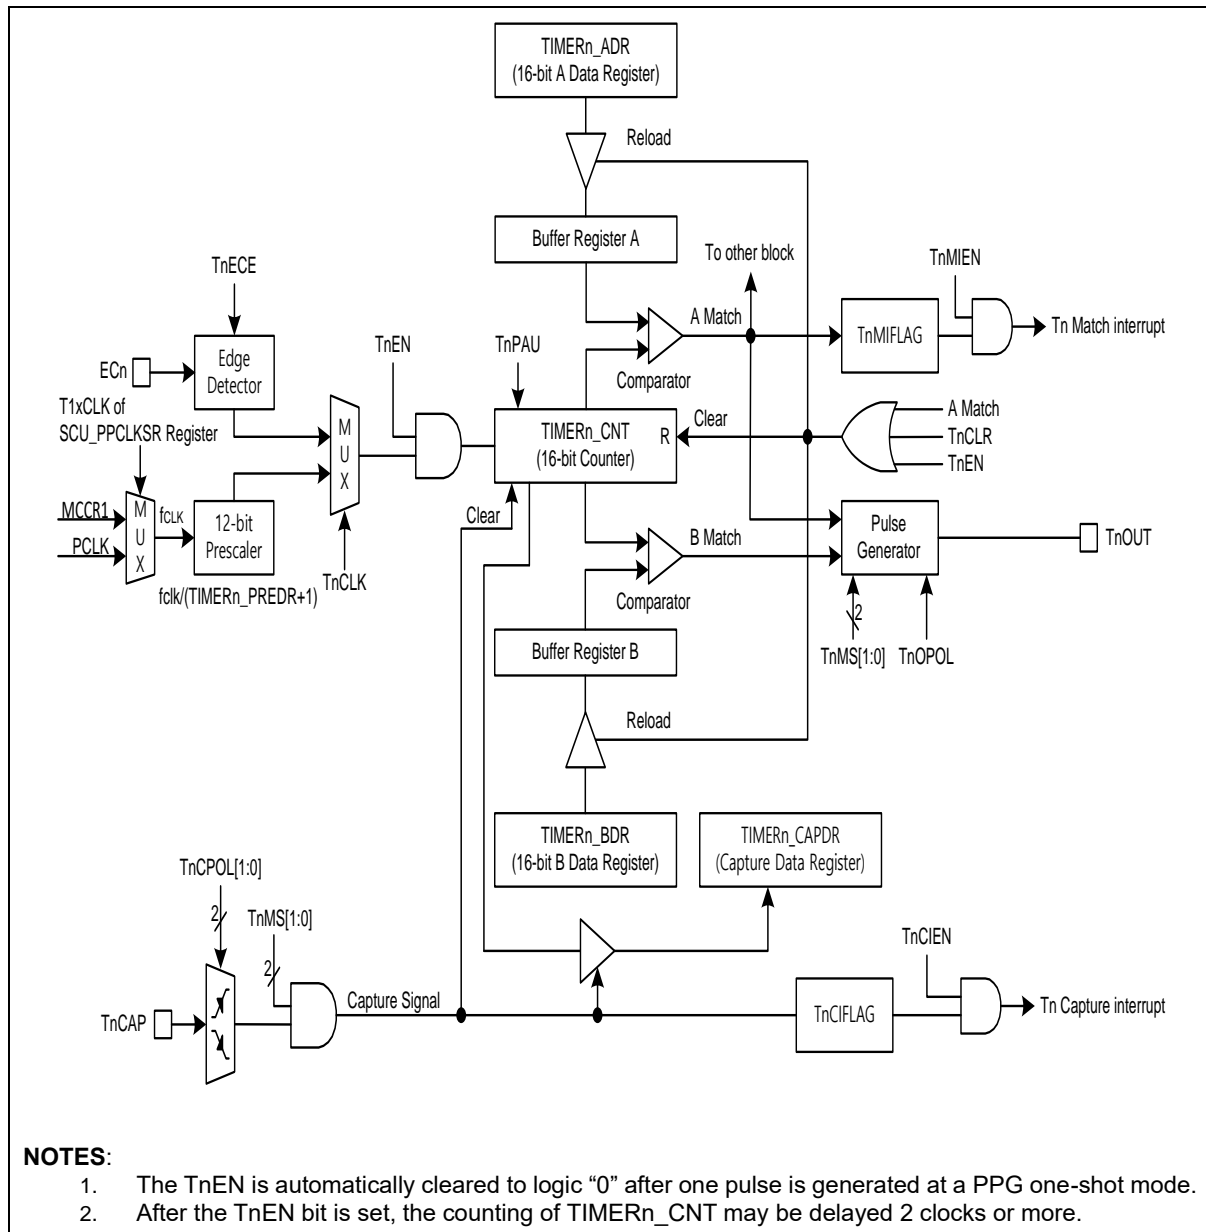 TIMERn_ADR
(16-bit A Data Register)
Reload
Buffer Register A
To other block
TnMIEN
TnECE
A Match
TnMIFLAG
Tn Match interrupt
TnEN
TnPAU
ECn
Edge
Detector
Comparator
T1xCLK of
SCU_PPCLKSR Register
M
U
X
TIMERn_CNT
(16-bit Counter)
R
Clear
A Match
TnCLR
TnEN
MCCR1
PCLK
M
U
X
fCLK
12-bit
Prescaler
Clear
B Match
Pulse
Generator
TnOUT
TnCLK
fclk/(TIMERn_PREDR+1)
Comparator
2
Buffer Register B
TnMS[1:0]
TnOPOL
Reload
TIMERn_BDR
(16-bit B Data Register)
TIMERn_CAPDR
(Capture Data Register)
TnCPOL[1:0]
2
TnMS[1:0]
2
TnCIEN
Capture Signal
TnCAP
TnCIFLAG
Tn Capture interrupt
NOTES:
1. The TnEN is automatically cleared to logic “0” after one pulse is generated at a PPG one-shot mode.
2. After the TnEN bit is set, the counting of TIMERn_CNT may be delayed 2 clocks or more.